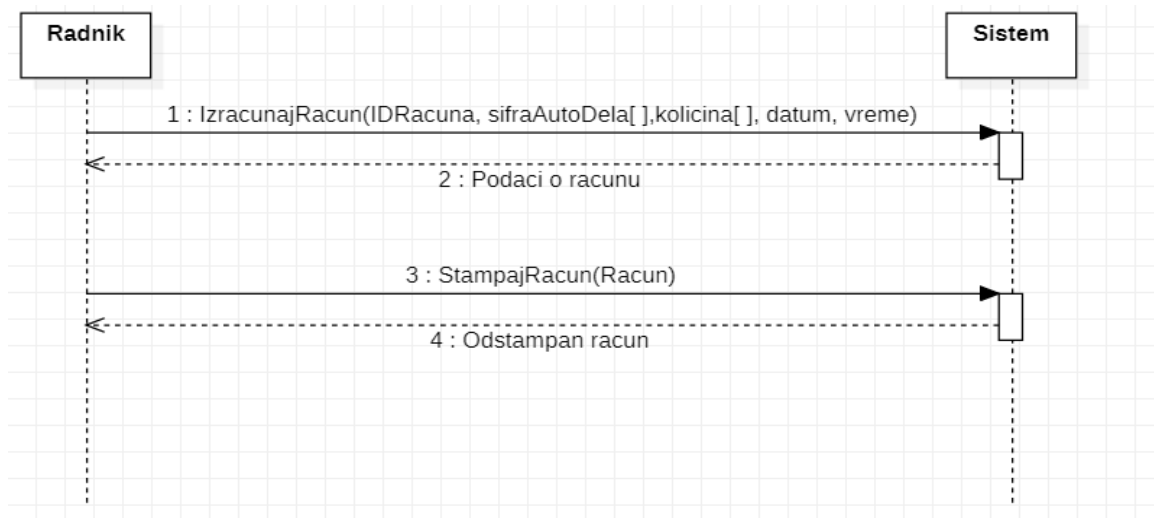 Radnik
Sistem
1 : IzracunajRacun(IDRacuna, sifraAutoDela[ ],kolicina[ ], datum, vreme)
2 : Podaci o racunu
3 : StampajRacun(Racun)
4 : Odstampan racun